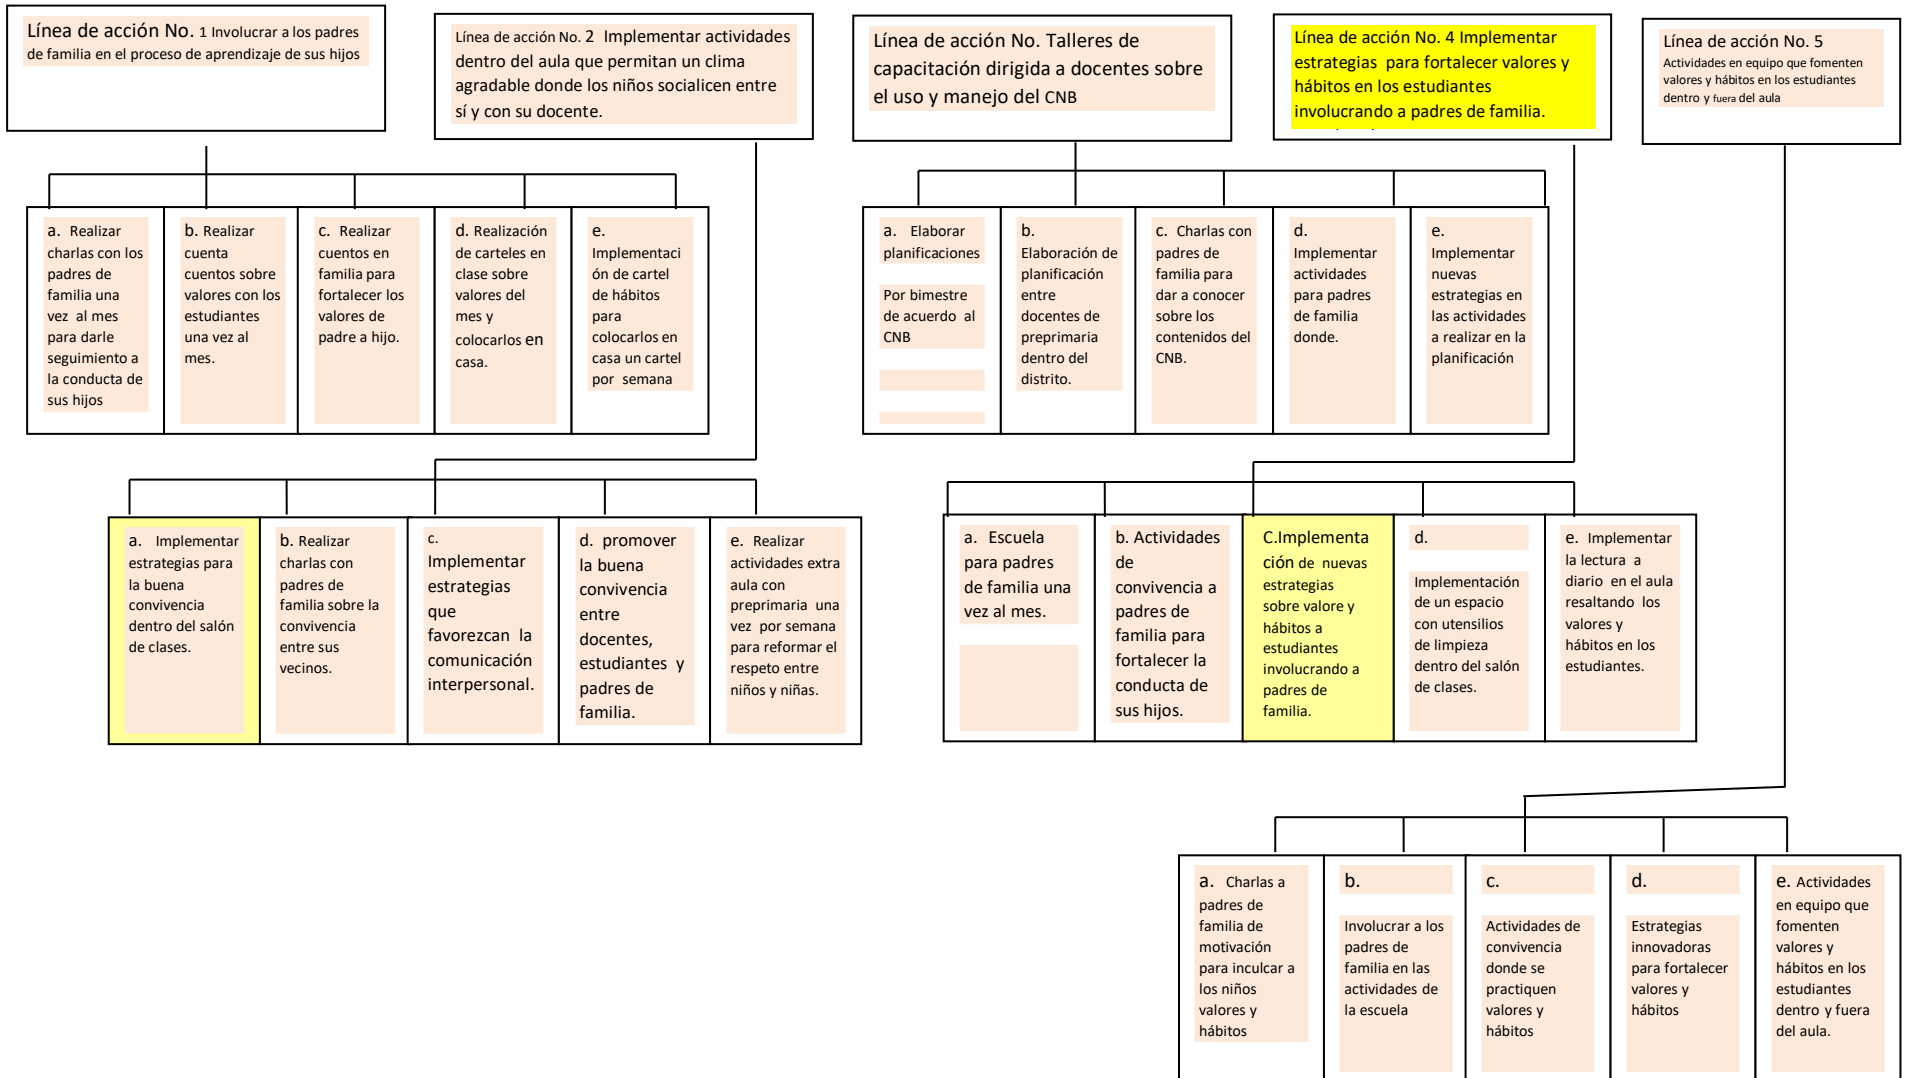 Línea de acción No. 1 Involucrar a los padres
de familia en el proceso de aprendizaje de sus hijos
Línea de acción No. 2 Implementar actividades
dentro del aula que permitan un clima
agradable donde los niños socialicen entre
sí y con su docente.
Línea de acción No. Talleres de
capacitación dirigida a docentes sobre
el uso y manejo del CNB
Línea de acción No. 4 Implementar
estrategias para fortalecer valores y
hábitos en los estudiantes
involucrando a padres de familia.
Línea de acción No. 5
Actividades en equipo que fomenten
valores y hábitos en los estudiantes
dentro y fuera del aula
a. Realizar
charlas con los
padres de
familia una
vez al mes
para darle
seguimiento a
la conducta de
sus hijos
b. Realizar
cuenta
cuentos sobre
valores con los
estudiantes
una vez al
mes.
c. Realizar
cuentos en
familia para
fortalecer los
valores de
padre a hijo.
d. Realización
de carteles en
clase sobre
valores del
mes y
colocarlos en
casa.
e.
Implementaci
ón de cartel
de hábitos
para
colocarlos en
casa un cartel
por semana
a. Elaborar
planificaciones
Por bimestre
de acuerdo al
CNB
b.
Elaboración de
planificación
entre
docentes de
preprimaria
dentro del
distrito.
c. Charlas con
padres de
familia para
dar a conocer
sobre los
contenidos del
CNB.
d.
Implementar
actividades
para padres
de familia
donde.
e.
Implementar
nuevas
estrategias en
las actividades
a realizar en la
planificación
a. Implementar
estrategias para
la buena
convivencia
dentro del salón
de clases.
b. Realizar
charlas con
padres de
familia sobre la
convivencia
entre sus
vecinos.
c.
Implementar
estrategias
que
favorezcan la
comunicación
interpersonal.
d. promover
la buena
convivencia
entre
docentes,
estudiantes y
padres de
familia.
e. Realizar
actividades extra
aula con
preprimaria una
vez por semana
para reformar el
respeto entre
niños y niñas.
a. Escuela
para padres
de familia una
vez al mes.
b. Actividades
de
convivencia a
padres de
familia para
fortalecer la
conducta de
sus hijos.
C.Implementa
ción de nuevas
estrategias
sobre valore y
hábitos a
estudiantes
involucrando a
padres de
familia.
d.
Implementación
de un espacio
con utensilios
de limpieza
dentro del salón
de clases.
e. Implementar
la lectura a
diario en el aula
resaltando los
valores y
hábitos en los
estudiantes.
a. Charlas a
padres de
familia de
motivación
para inculcar a
los niños
valores y
hábitos
b.
Involucrar a los
padres de
familia en las
actividades de
la escuela
c.
Actividades de
convivencia
donde se
practiquen
valores y
hábitos
d.
Estrategias
innovadoras
para fortalecer
valores y
hábitos
e. Actividades
en equipo que
fomenten
valores y
hábitos en los
estudiantes
dentro y fuera
del aula.